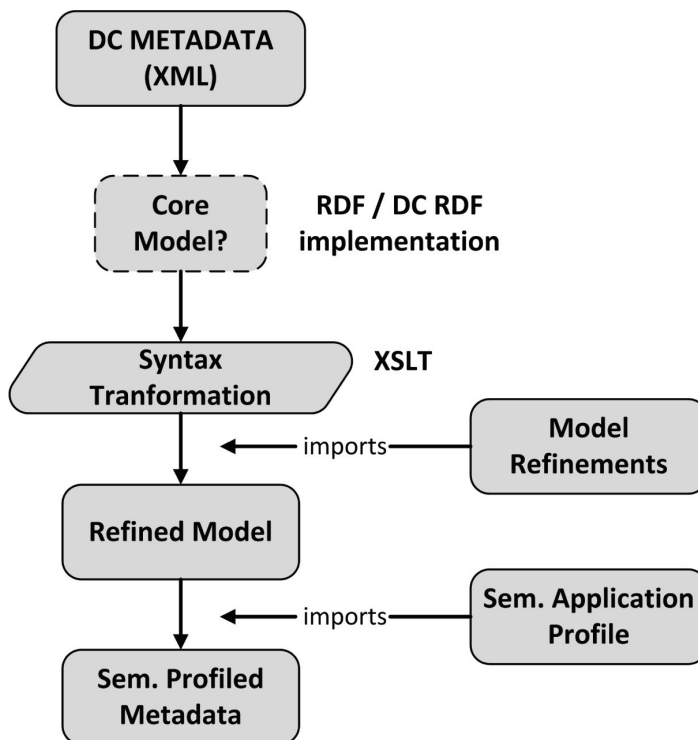 DC METADATA
(XML)
Core
Model?
RDF / DC RDF
implementation
Syntax
Tranformation
XSLT
imports
Model
Refinements
Refined Model
imports
Sem. Application
Profile
Sem. Profiled
Metadata